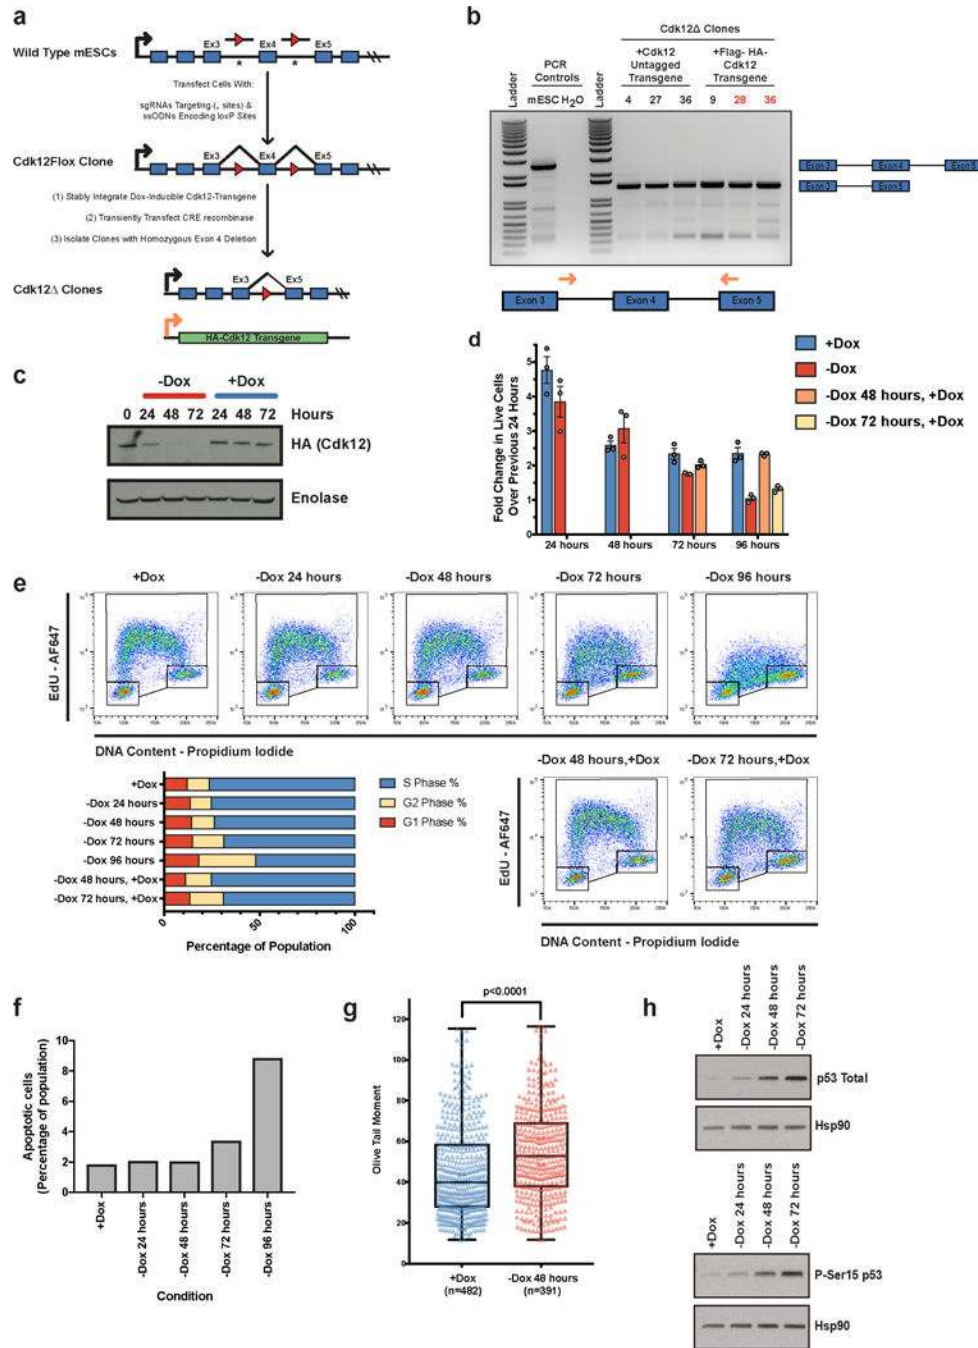 a
Wild Type mESCs
Ex3
Ex4
Ex5
*
*
Transfect Cells With:
sgRNAs Targeting (* sites) &
ssODNs Encoding loxP Sites
Cdk12Flox Clone
Ex3
Ex4
Ex5
(1) Stably Integrate Dox-Inducible Cdk12-Transgene
(2) Transiently Transfect CRE recombinase
(3) Isolate Clones with Homozygous Exon 4 Deletion
Cdk12Δ Clones
Ex3
Ex5
HA-Cdk12 Transgene
b
Cdk12Δ Clones
Ladder
PCR
Controls
mESC H2O
Ladder
+Cdk12
Untagged
Transgene
+Flag- HA-
Cdk12
Transgene
4 27 36 9 28 36
Exon 3 Exon 4 Exon 5
Exon 3 Exon 5
Exon 3 Exon 4 Exon 5
c
-Dox +Dox
0 24 48 72 24 48 72 Hours
HA (Cdk12)
Enolase
d
Fold Change in Live Cells
Over Previous 24 Hours
5
4
3
2
1
0
24 hours 48 hours 72 hours 96 hours
+Dox
-Dox
-Dox 48 hours, +Dox
-Dox 72 hours, +Dox
e
+Dox -Dox 24 hours -Dox 48 hours -Dox 72 hours -Dox 96 hours
EdU - AF647
DNA Content - Propidium Iodide
+Dox
-Dox 24 hours
-Dox 48 hours
-Dox 72 hours
-Dox 96 hours
-Dox 48 hours, +Dox
-Dox 72 hours, +Dox
0 50 100
Percentage of Population
S Phase %
G2 Phase %
G1 Phase %
-Dox 48 hours,+Dox -Dox 72 hours,+Dox
EdU - AF647
DNA Content - Propidium Iodide
f
Apoptotic cells
(Percentage of population)
10
8
6
4
2
0
+Dox
-Dox 24 hours
-Dox 48 hours
-Dox 72 hours
-Dox 96 hours
Condition
g
p<0.0001
Olive Tail Moment
120
100
80
60
40
20
0
+Dox
(n=482)
-Dox 48 hours
(n=391)
h
+Dox
-Dox 24 hours
-Dox 48 hours
-Dox 72 hours
p53 Total
Hsp90
+Dox
-Dox 24 hours
-Dox 48 hours
-Dox 72 hours
P-Ser15 p53
Hsp90